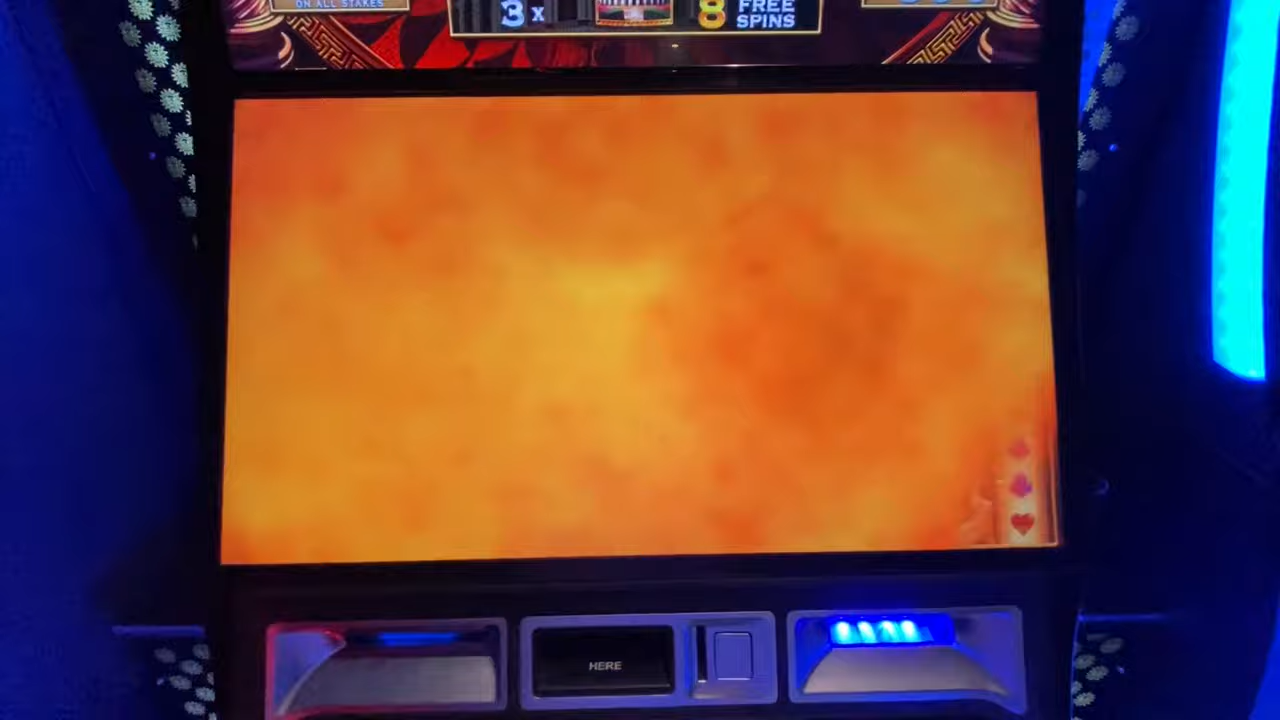 ON ALL STAKES
3 x
8 FREE
SPINS
HERE